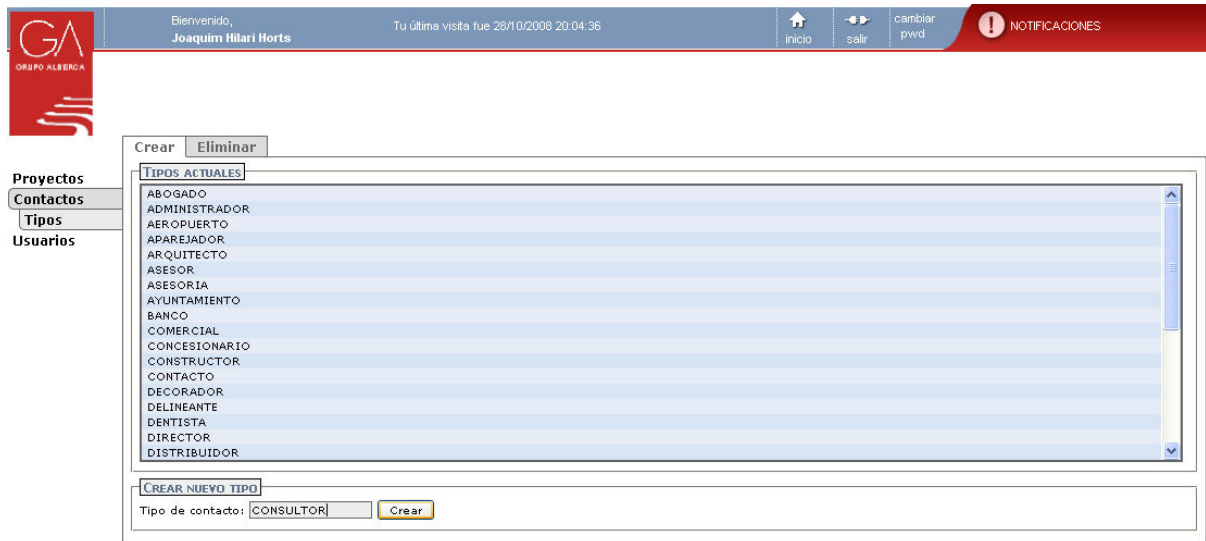 GA
GRUPO ALBERCA
Bienvenido,
Joaquim Hilari Horts
Tu última visita fue 28/10/2008 20:04:36
inicio
salir
cambiar
pwd
! NOTIFICACIONES
Proyectos
Contactos
Tipos
Usuarios
Crear Eliminar
TIPOS ACTUALES
ABOGADO
ADMINISTRADOR
AEROPUERTO
APAREJADOR
ARQUITECTO
ASESOR
ASESORIA
AYUNTAMIENTO
BANCO
COMERCIAL
CONCESIONARIO
CONSTRUCTOR
CONTACTO
DECORADOR
DELINEANTE
DENTISTA
DIRECTOR
DISTRIBUIDOR
CREAR NUEVO TIPO
Tipo de contacto: CONSULTOR Crear